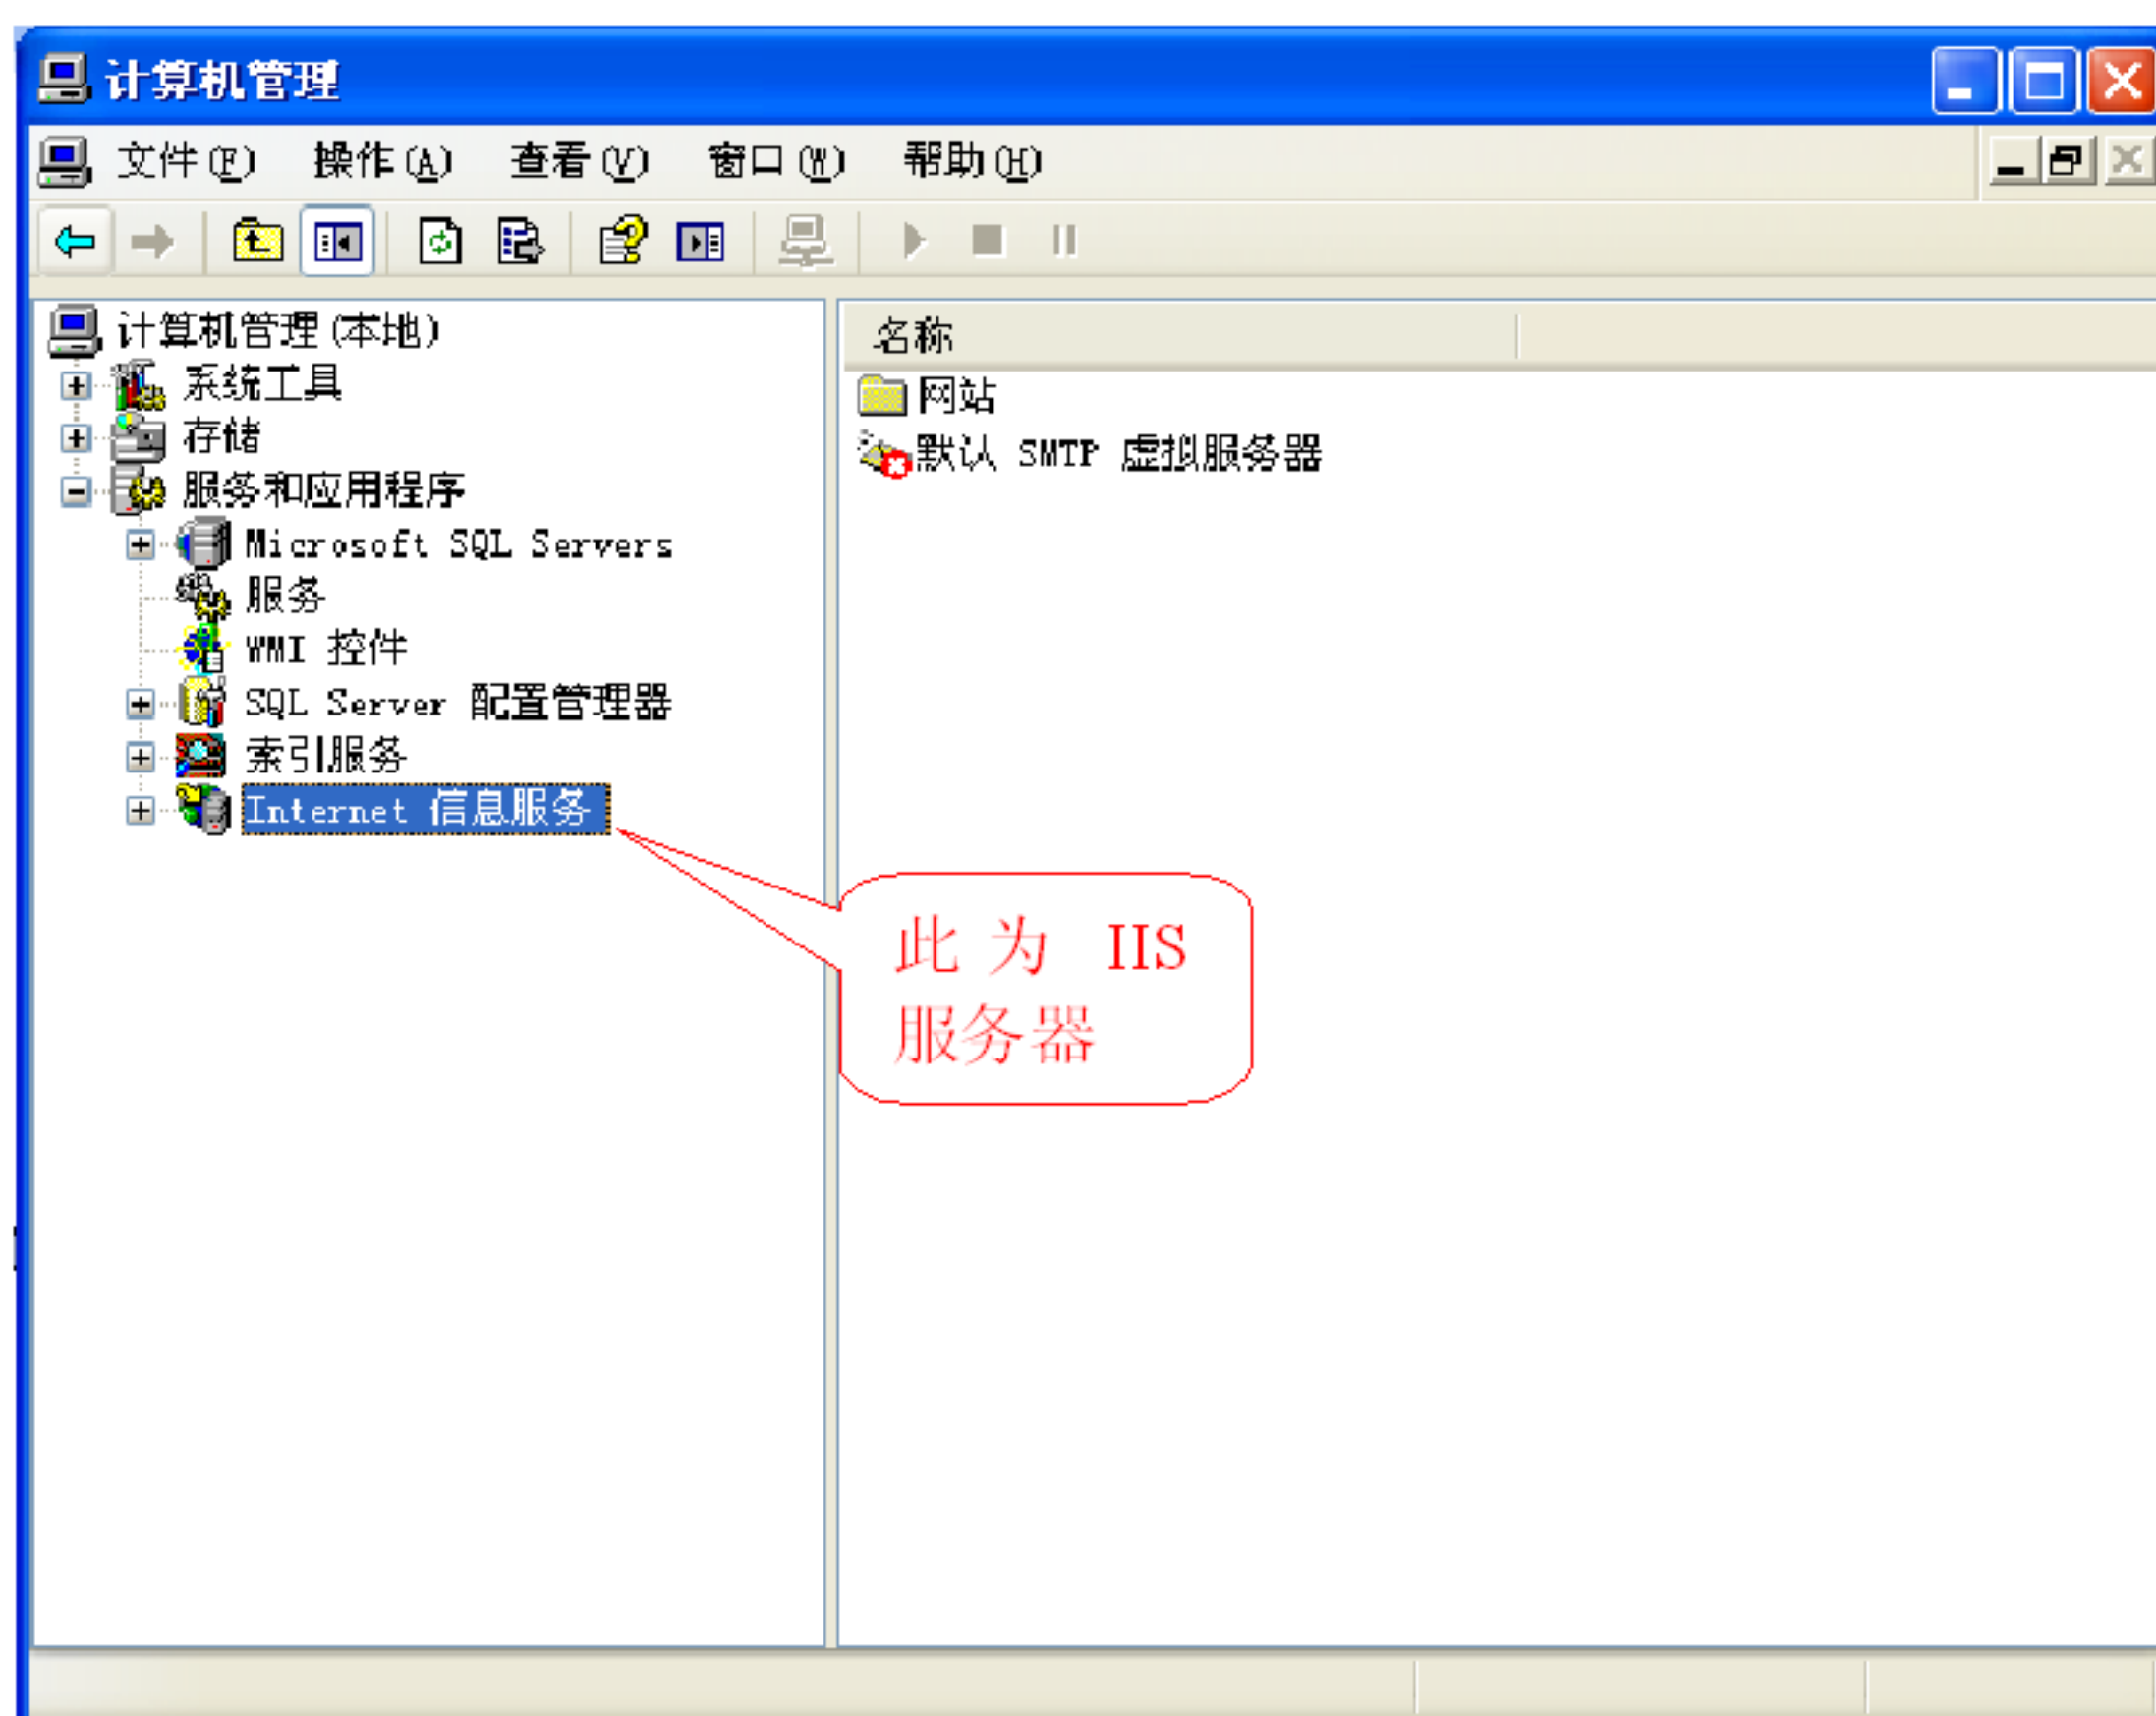 计算机管理
文件(F) 操作(A) 查看(V) 窗口(W) 帮助(H)
计算机管理(本地)
系统工具
存储
服务和应用程序
Microsoft SQL Servers
服务
WMI 控件
SQL Server 配置管理器
索引服务
Internet 信息服务
名称
网站
默认 SMTP 虚拟服务器
此为 IIS
服务器